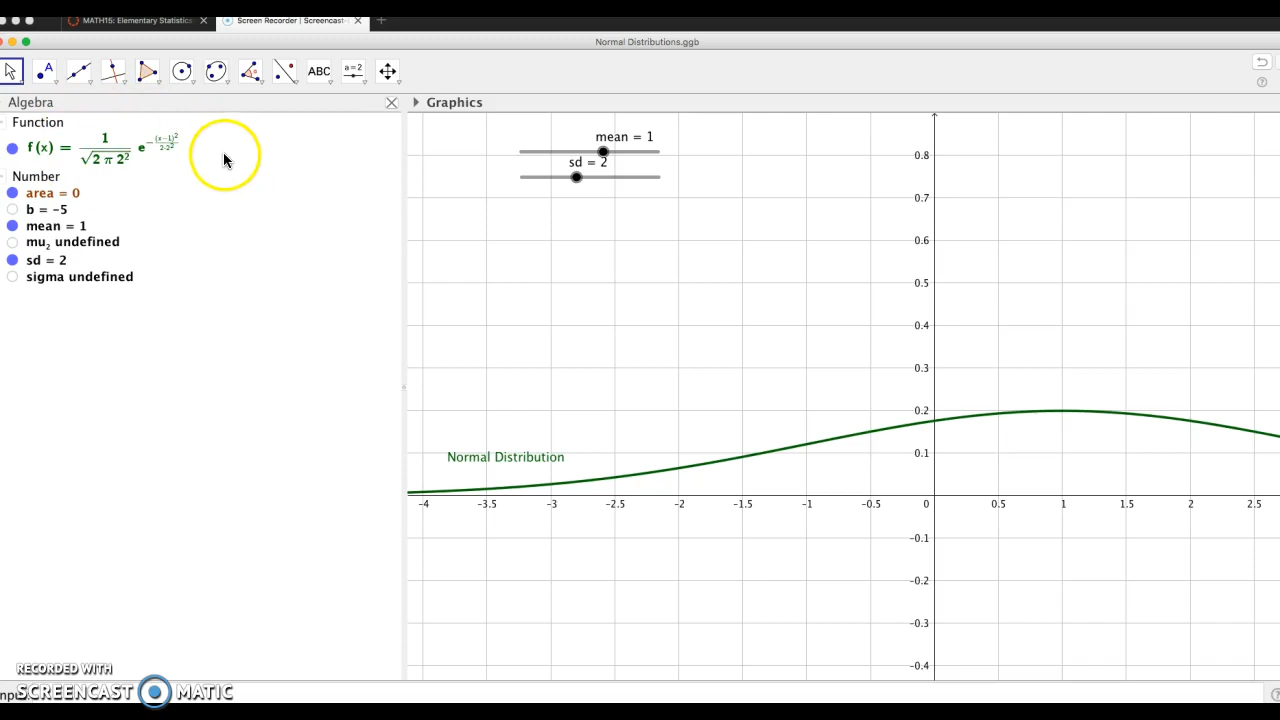 MATH15: Elementary Statistics
Screen Recorder | Screencast-
Normal Distributions.ggb
ABC
a=2
Algebra
Graphics
Function
f(x) = 1/√(2 π 2²) e^(−(x−1)²/(2·2²))
Number
area = 0
b = −5
mean = 1
mu₂ undefined
sd = 2
sigma undefined
mean = 1
sd = 2
0.8
0.7
0.6
0.5
0.4
0.3
0.2
0.1
Normal Distribution
−4 −3.5 −3 −2.5 −2 −1.5 −1 −0.5 0 0.5 1 1.5 2 2.5
−0.1
−0.2
−0.3
−0.4
RECORDED WITH
SCREENCAST MATIC